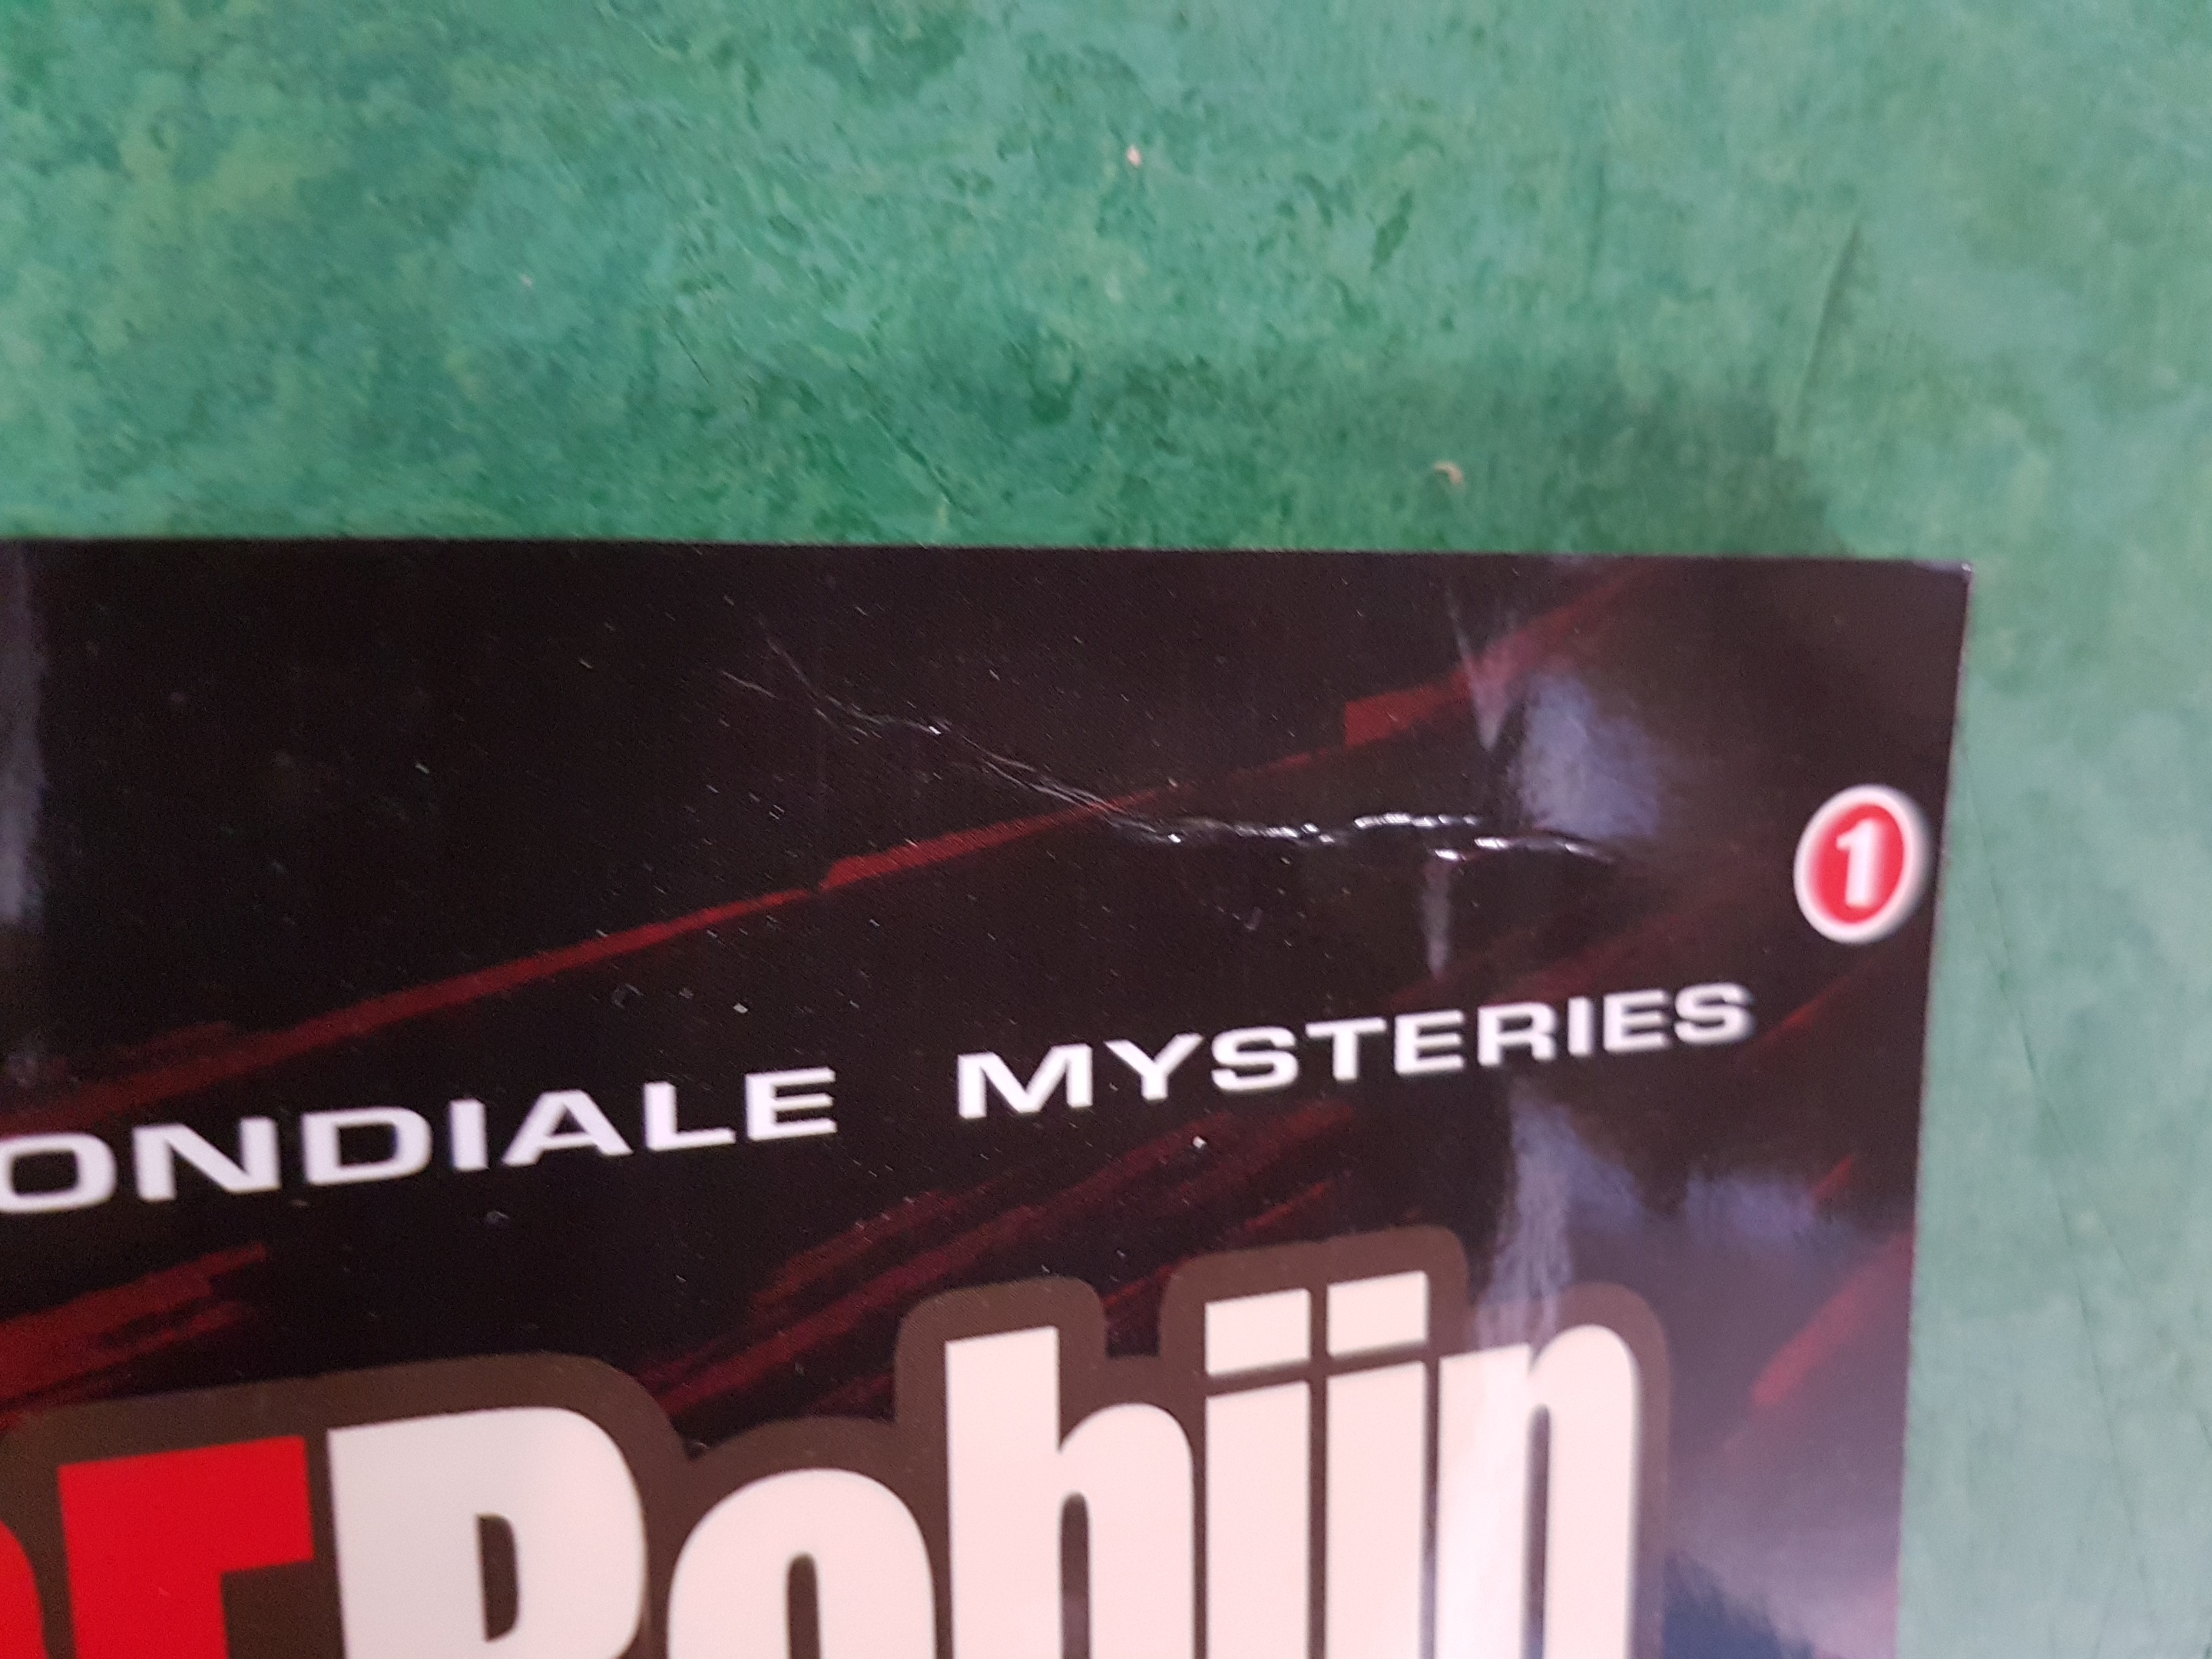 1
ONDIALE MYSTERIES
Robijn